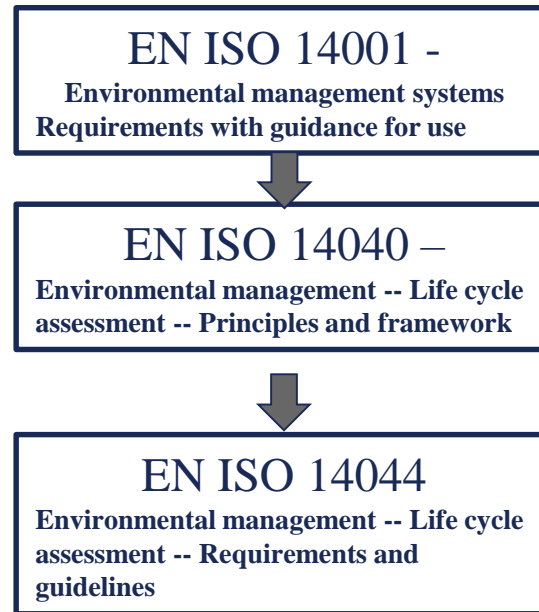 EN ISO 14001 -
Environmental management systems
Requirements with guidance for use
EN ISO 14040 –
Environmental management -- Life cycle
assessment -- Principles and framework
EN ISO 14044
Environmental management -- Life cycle
assessment -- Requirements and
guidelines